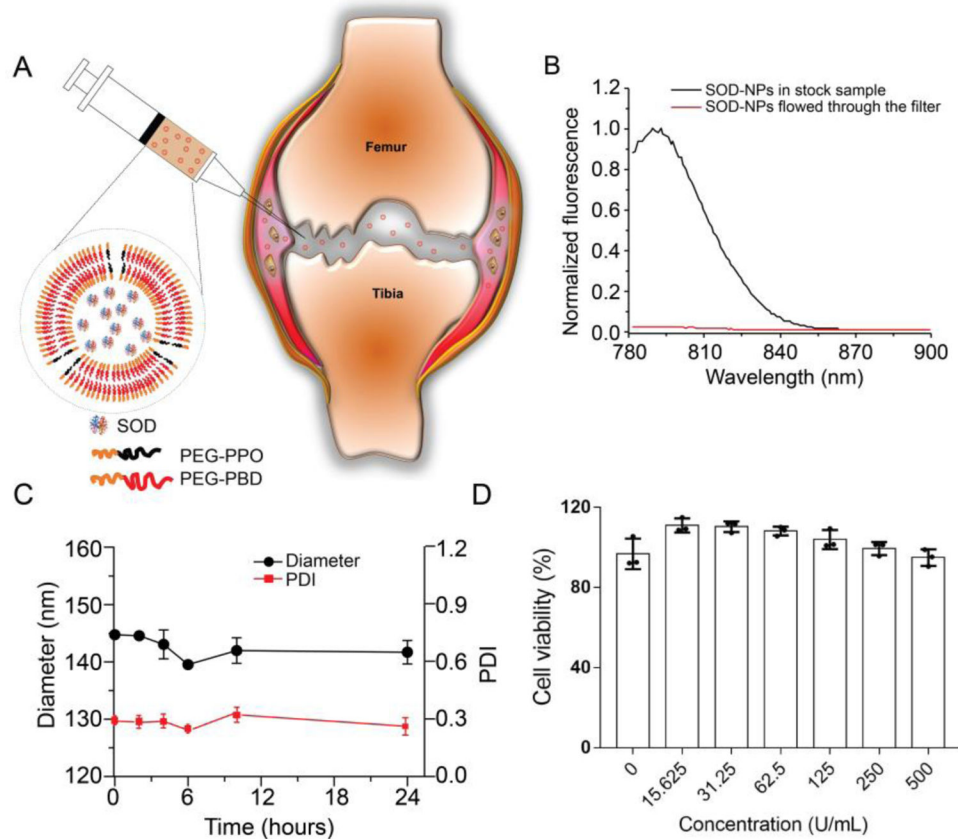 A
Femur
Tibia
SOD
PEG-PPO
PEG-PBD
B
SOD-NPs in stock sample
SOD-NPs flowed through the filter
Normalized fluorescence
1.2
1.0
0.8
0.6
0.4
0.2
0.0
780 810 840 870 900
Wavelength (nm)
C
Diameter
PDI
Diameter (nm)
160
150
140
130
120
PDI
1.2
0.9
0.6
0.3
0.0
0 6 12 18 24
Time (hours)
D
Cell viability (%)
120
80
40
0
0 15.625 31.25 62.5 125 250 500
Concentration (U/mL)